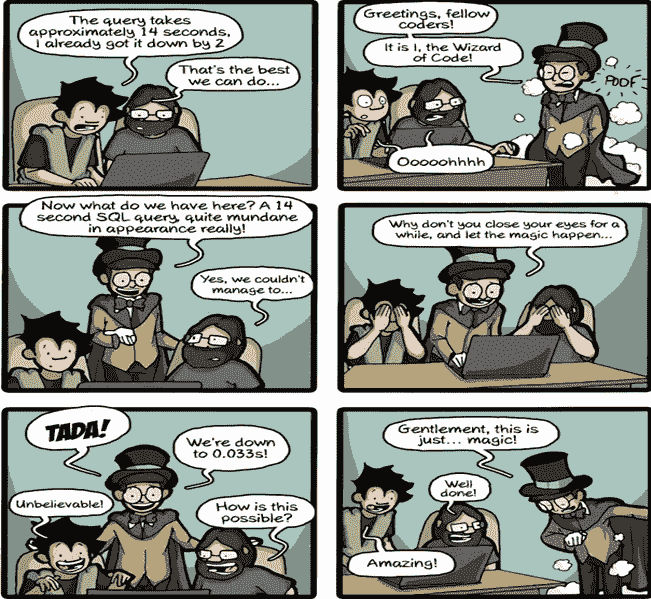 The query takes
approximately 14 seconds,
I already got it down by 2
That's the best
we can do...
Greetings, fellow
coders!
It is I, the Wizard
of Code!
POOF
Ooooohhhh
Now what do we have here? A 14
second SQL query, quite mundane
in appearance really!
Yes, we couldn't
manage to...
Why don't you close your eyes for a
while, and let the magic happen...
TADA!
We're down
to 0.033s!
Unbelievable!
How is this
possible?
Gentlement, this is
just... magic!
Well
done!
Amazing!